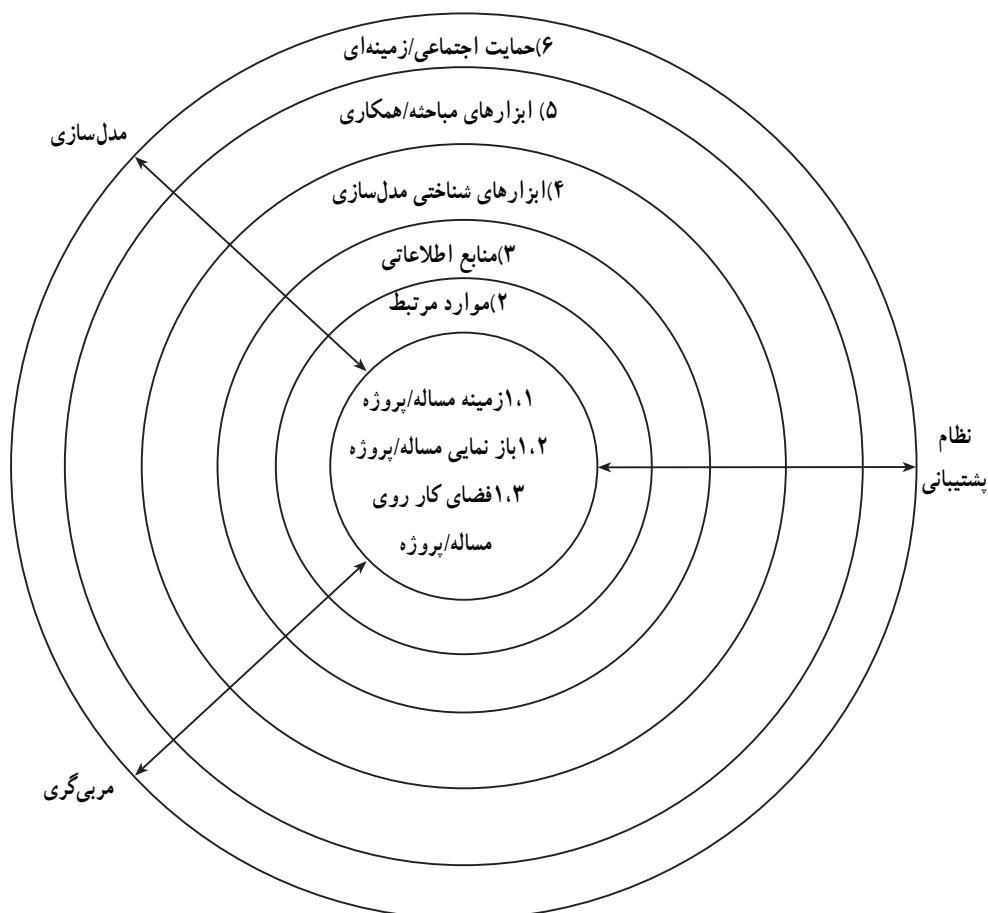 ۶)حمایت اجتماعی/زمینه‌ای
۵) ابزارهای مباحثه/همکاری
مدل‌سازی
۴)ابزارهای شناختی مدل‌سازی
۳)منابع اطلاعاتی
۲)موارد مرتبط
۱،۱زمینه مساله/پروژه
۱،۲باز نمایی مساله/پروژه
۱،۳فضای کار روی
مساله/پروژه
نظام
پشتیبانی
مربی‌گری